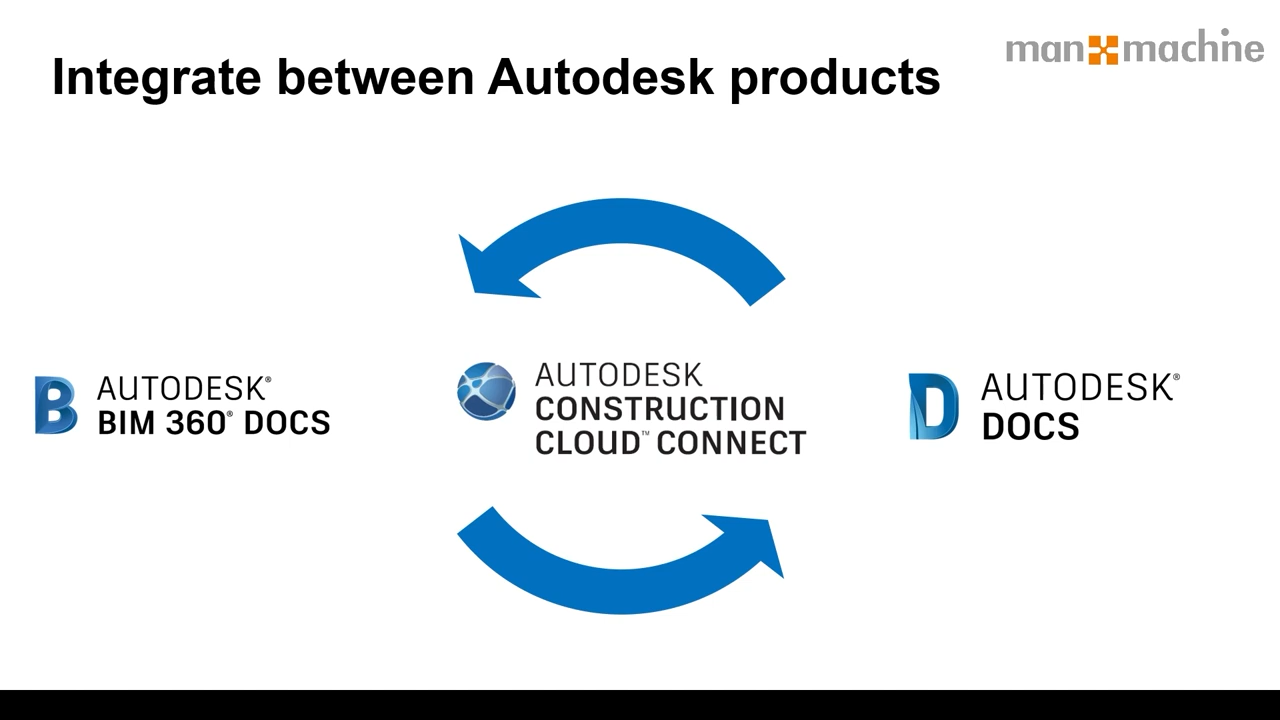 man machine
Integrate between Autodesk products
AUTODESK®
BIM 360® DOCS
AUTODESK
CONSTRUCTION
CLOUD™ CONNECT
AUTODESK®
DOCS